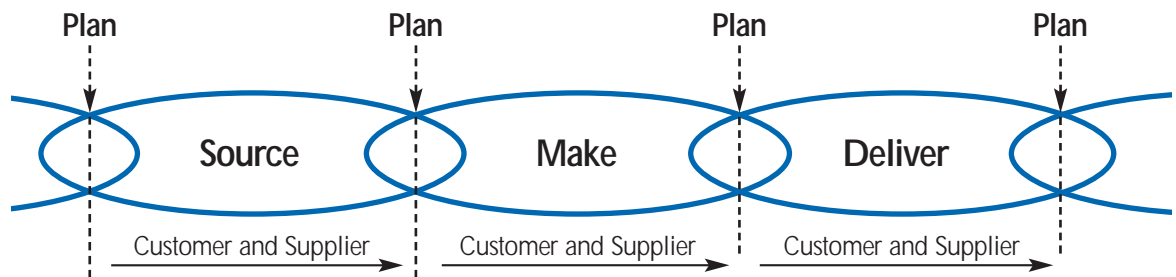 Plan Plan Plan Plan
Source Make Deliver
Customer and Supplier Customer and Supplier Customer and Supplier